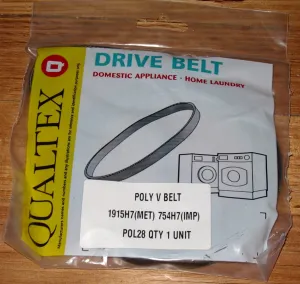 QUALTEX Q
DRIVE BELT
DOMESTIC APPLIANCE - HOME LAUNDRY
POLY V BELT
1915H7(MET) 754H7(IMP)
POL28 QTY 1 UNIT